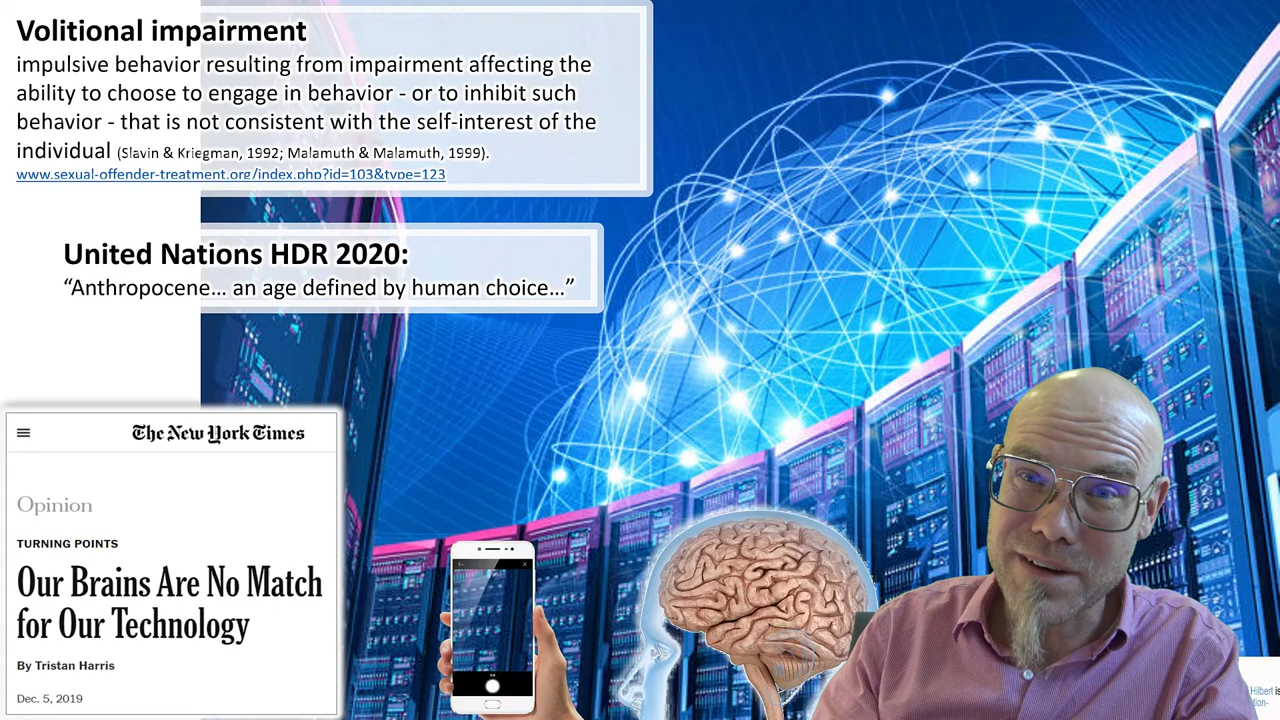 Volitional impairment
impulsive behavior resulting from impairment affecting the
ability to choose to engage in behavior - or to inhibit such
behavior - that is not consistent with the self-interest of the
individual (Slavin & Kriegman, 1992; Malamuth & Malamuth, 1999).
www.sexual-offender-treatment.org/index.php?id=103&type=123
United Nations HDR 2020:
“Anthropocene... an age defined by human choice...”
The New York Times
Opinion
TURNING POINTS
Our Brains Are No Match
for Our Technology
By Tristan Harris
Dec. 5, 2019
Hilbert is